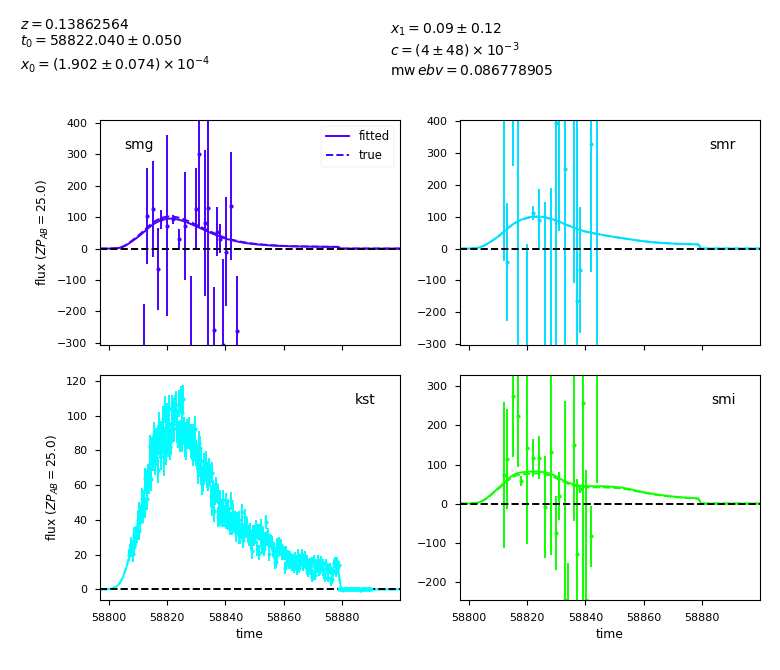 z = 0.13862564
t₀ = 58822.040 ± 0.050
x₀ = (1.902 ± 0.074) × 10⁻⁴
x₁ = 0.09 ± 0.12
c = (4 ± 48) × 10⁻³
mw ebv = 0.086778905
smg
fitted
true
400
300
200
100
0
−100
−200
−300
flux (ZP_AB = 25.0)
smr
400
300
200
100
0
−100
−200
−300
kst
120
100
80
60
40
20
0
flux (ZP_AB = 25.0)
58800 58820 58840 58860 58880
time
smi
300
200
100
0
−100
−200
58800 58820 58840 58860 58880
time